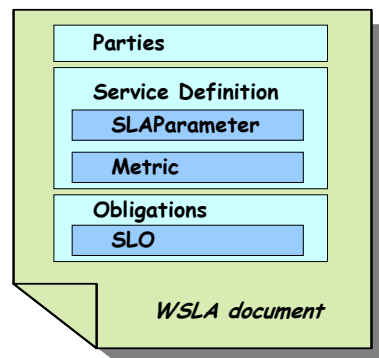 Parties
Service Definition
SLAParameter
Metric
Obligations
SLO
WSLA document